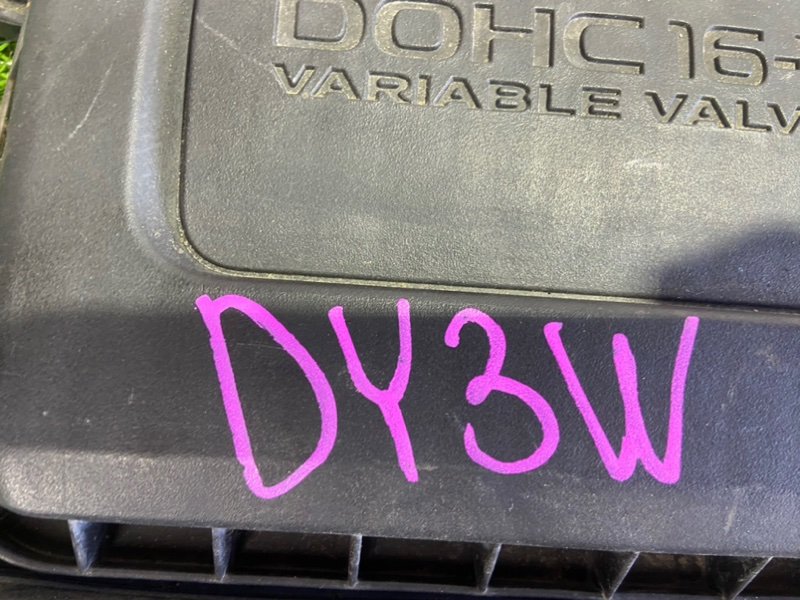 DOHC 16-
VARIABLE VALV
DY3W